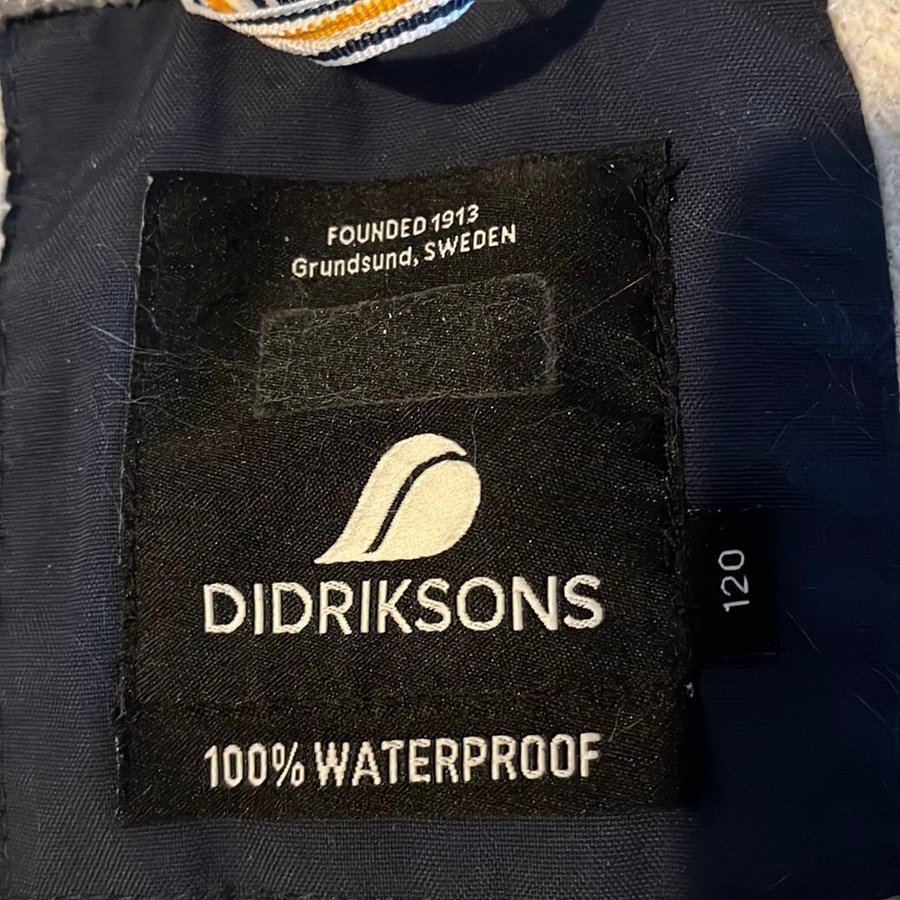 FOUNDED 1913
Grundsund, SWEDEN
DIDRIKSONS
120
100% WATERPROOF